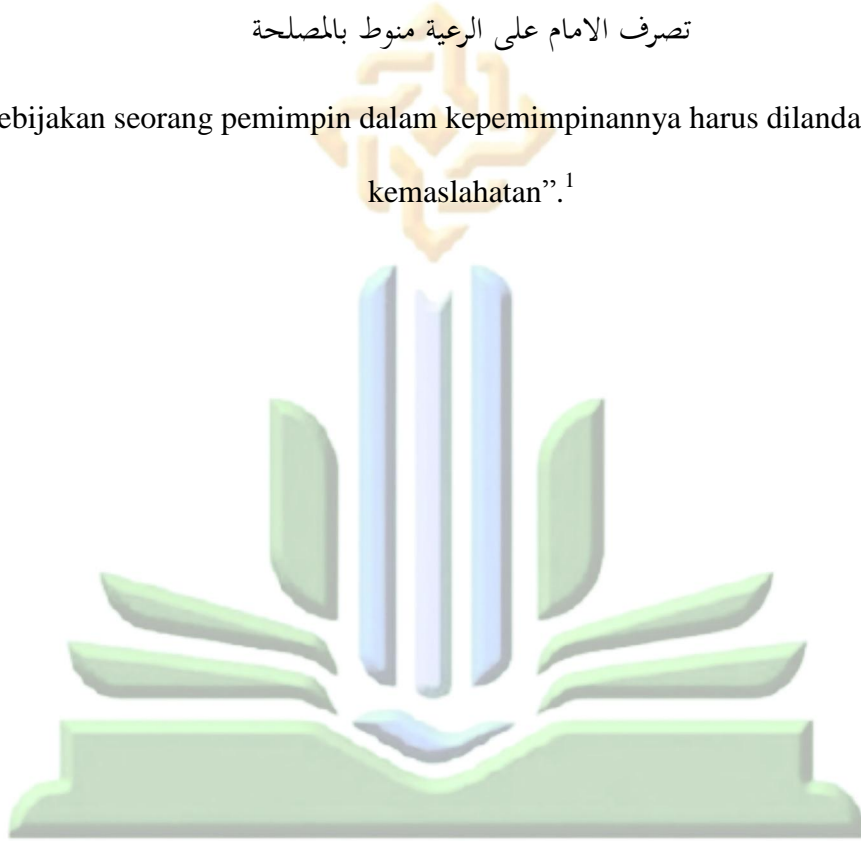 تصرف الامام على الرعية منوط بالمصلحة
ebijakan seorang pemimpin dalam kepemimpinannya harus dilanda
kemaslahatan”.1